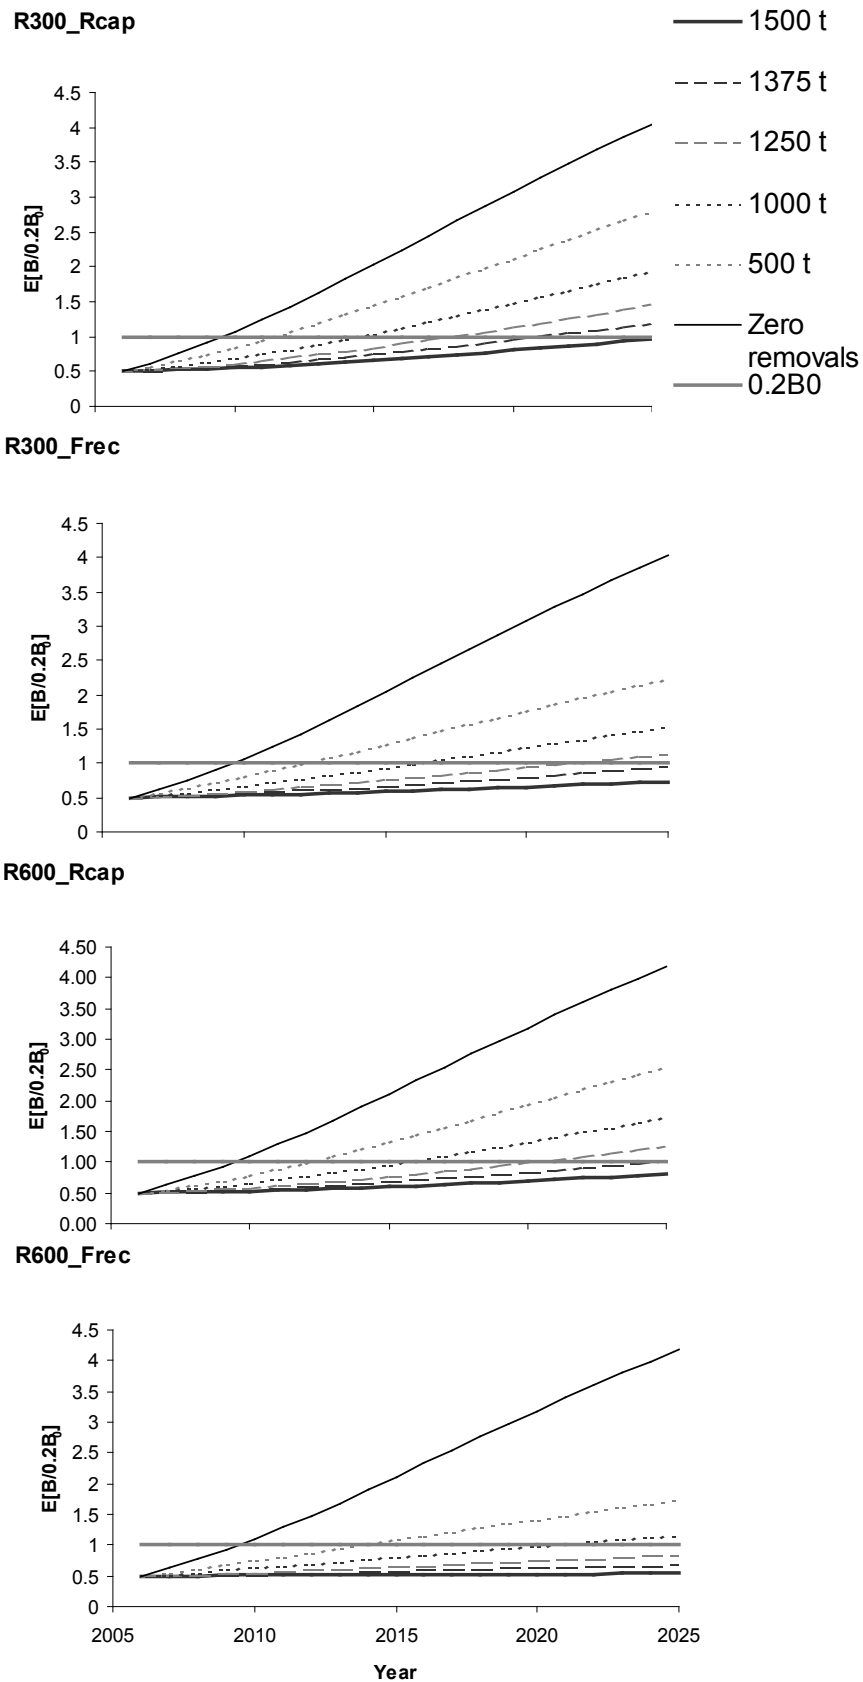 R300_Rcap
1500 t
1375 t
1250 t
1000 t
500 t
Zero
removals
0.2B0
4.5
4
3.5
3
2.5
2
1.5
1
0.5
0
E[B/0.2B0]
R300_Frec
4.5
4
3.5
3
2.5
2
1.5
1
0.5
0
E[B/0.2B0]
R600_Rcap
4.50
4.00
3.50
3.00
2.50
2.00
1.50
1.00
0.50
0.00
E[B/0.2B0]
R600_Frec
4.5
4
3.5
3
2.5
2
1.5
1
0.5
0
E[B/0.2B0]
2005 2010 2015 2020 2025
Year